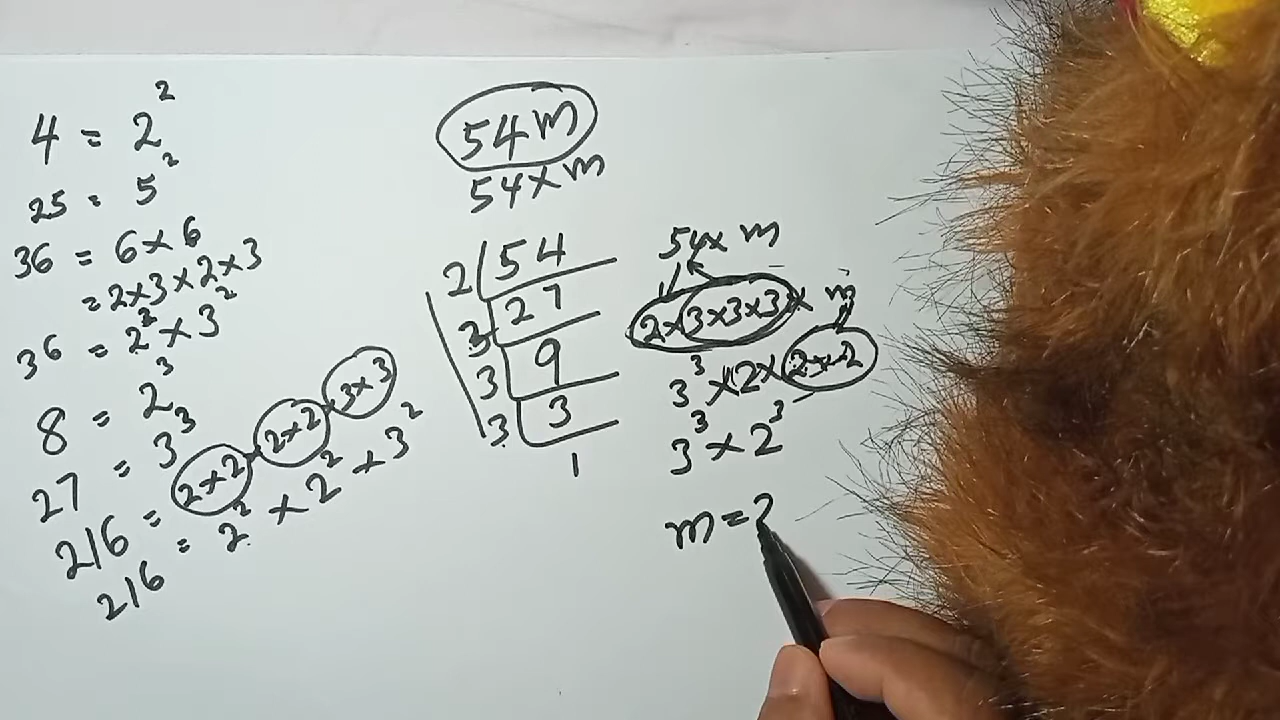 4 = 2²
25 = 5²
36 = 6×6
= 2×3×2×3
36 = 2² × 3²
8 = 2³
27 = 3³
216 = 2×2×2×2×3×3
216 = 2² × 2² × 3²
54m
54×m
2 54
3 27
3 9
3 3
1
54× m
2×3×3×3× m
3³ × 2× 2×2
3³ × 2³
m = 2